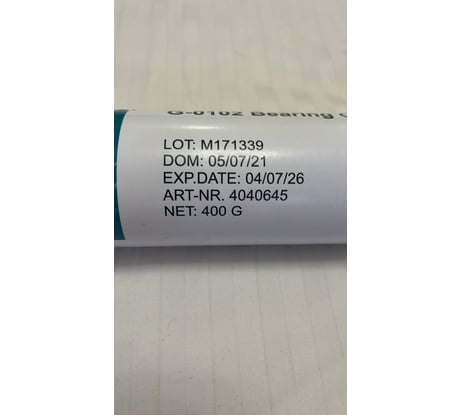 G-0102 Bearing
LOT: M171339
DOM: 05/07/21
EXP.DATE: 04/07/26
ART-NR. 4040645
NET: 400 G